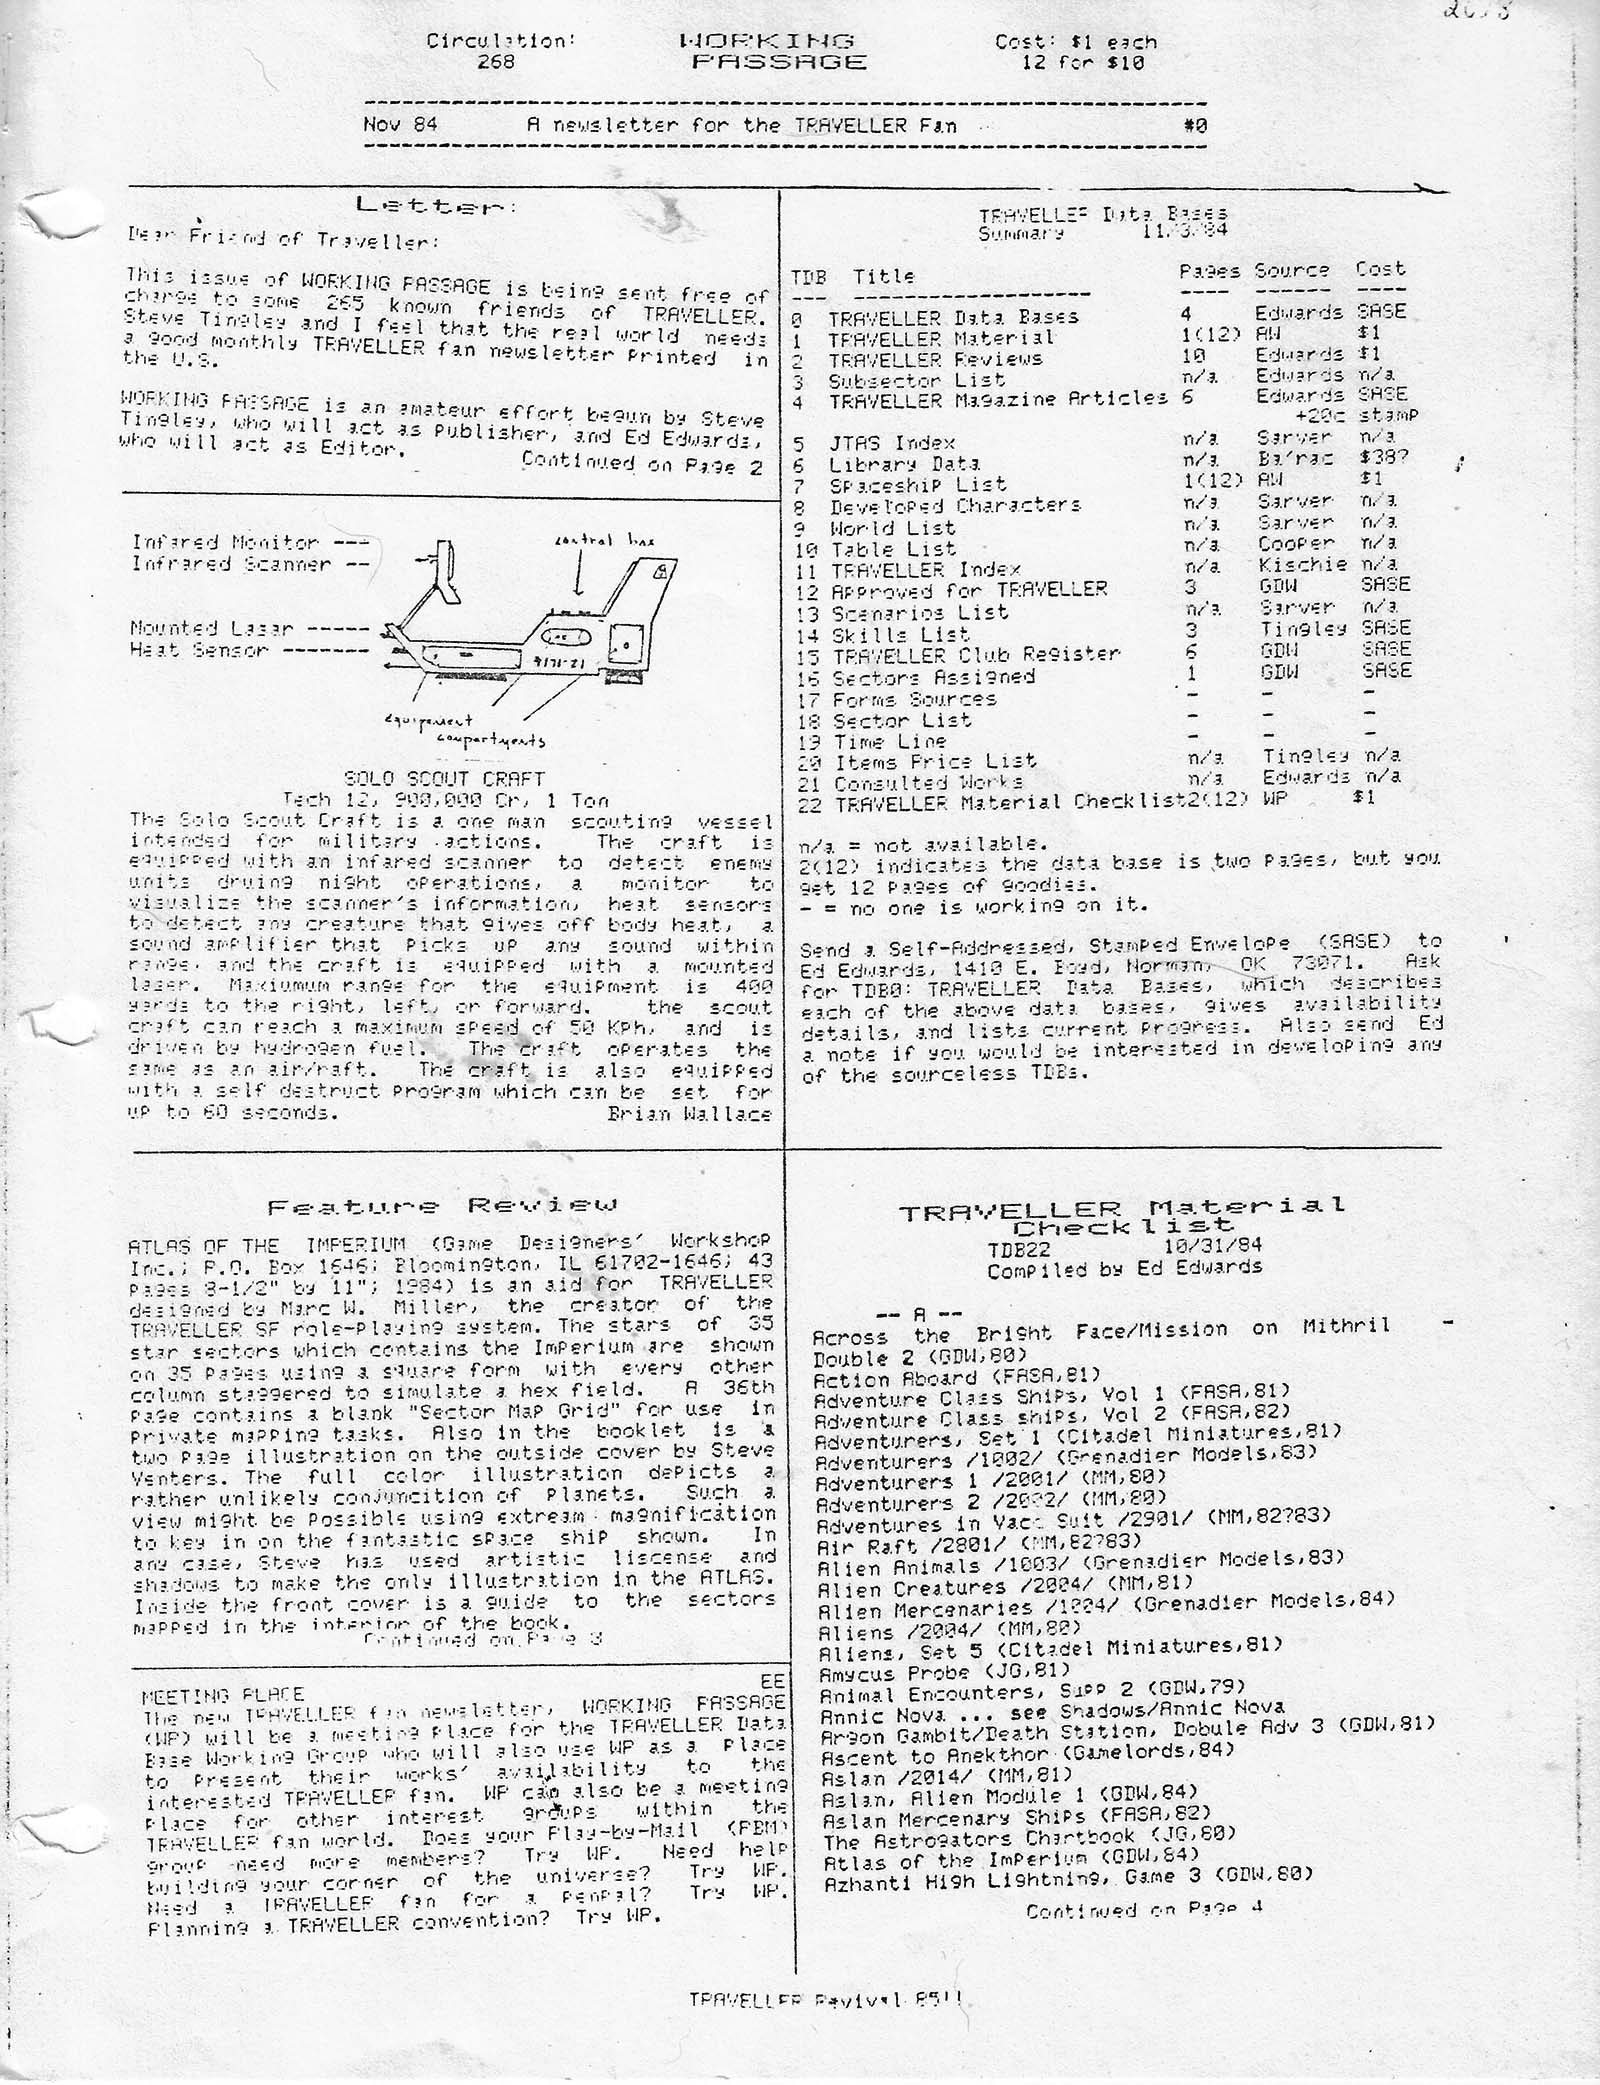 Circulation: WORKING Cost: $1 each
268 PASSAGE 12 for $10
Nov 84 A newsletter for the TRAVELLER Fan #0
Letter:
Dear Friend of Traveller:
This issue of WORKING PASSAGE is being sent free of
charge to some 265 known friends of TRAVELLER.
Steve Tingley and I feel that the real world needs
a good monthly TRAVELLER fan newsletter printed in
the U.S.
WORKING PASSAGE is an amateur effort begun by Steve
Tingley, who will act as Publisher, and Ed Edwards,
who will act as Editor.
Continued on Page 2
Infared Monitor ---
Infrared Scanner --
Mounted Lasar -----
Heat Sensor -------
control box
equipement
compartments
SOLO SCOUT CRAFT
Tech 12, 900,000 Cr, 1 Ton
The Solo Scout Craft is a one man scouting vessel
intended for military actions. The craft is
equipped with an infared scanner to detect enemy
units druing night operations, a monitor to
visualize the scanner's information, heat sensors
to detect any creature that gives off body heat, a
sound amplifier that picks up any sound within
range, and the craft is equipped with a mounted
laser. Maxiumum range for the equipment is 400
yards to the right, left, or forward. the scout
craft can reach a maximum speed of 50 kph, and is
driven by hydrogen fuel. The craft operates the
same as an air/raft. The craft is also equipped
with a self destruct program which can be set for
up to 60 seconds. Brian Wallace
Feature Review
ATLAS OF THE IMPERIUM (Game Designers' Workshop
Inc.; P.O. Box 1646; Bloomington, IL 61702-1646; 43
pages 8-1/2" by 11"; 1984) is an aid for TRAVELLER
designed by Marc W. Miller, the creator of the
TRAVELLER SF role-playing system. The stars of 35
star sectors which contains the Imperium are shown
on 35 pages using a square form with every other
column staggered to simulate a hex field. A 36th
page contains a blank "Sector Map Grid" for use in
private mapping tasks. Also in the booklet is a
two page illustration on the outside cover by Steve
Venters. The full color illustration depicts a
rather unlikely conjuncition of planets. Such a
view might be possible using extream magnification
to key in on the fantastic space ship shown. In
any case, Steve has used artistic liscense and
shadows to make the only illustration in the ATLAS.
Inside the front cover is a guide to the sectors
mapped in the interior of the book.
Continued on Page 3
EE
MEETING PLACE
The new TRAVELLER fan newsletter, WORKING PASSAGE
(WP) will be a meeting place for the TRAVELLER Data
Base Working Group who will also use WP as a place
to present their works' availability to the
interested TRAVELLER fan. WP can also be a meeting
place for other interest groups within the
TRAVELLER fan world. Does your Play-by-Mail (PBM)
group need more members? Try WP. Need help
building your corner of the universe? Try WP.
Need a TRAVELLER fan for a penpal? Try WP.
Planning a TRAVELLER convention? Try WP.
TRAVELLER Data Bases
Summary 11/3/84
TDB Title Pages Source Cost
0 TRAVELLER Data Bases 4 Edwards SASE
1 TRAVELLER Material 1(12) AW $1
2 TRAVELLER Reviews 10 Edwards $1
3 Subsector List n/a Edwards n/a
4 TRAVELLER Magazine Articles 6 Edwards SASE
+20c stamp
5 JTAS Index n/a Sarver n/a
6 Library Data n/a Ba'rac $38?
7 Spaceship List 1(12) AW $1
8 Developed Characters n/a Sarver n/a
9 World List n/a Sarver n/a
10 Table List n/a Cooper n/a
11 TRAVELLER Index n/a Kischie n/a
12 Approved for TRAVELLER 3 GDW SASE
13 Scenarios List n/a Sarver n/a
14 Skills List 3 Tingley SASE
15 TRAVELLER Club Register 6 GDW SASE
16 Sectors Assigned 1 GDW SASE
17 Forms Sources - - -
18 Sector List - - -
19 Time Line - - -
20 Items Price List n/a Tingley n/a
21 Consulted Works n/a Edwards n/a
22 TRAVELLER Material Checklist2(12) WP $1
n/a = not available.
2(12) indicates the data base is two pages, but you
get 12 pages of goodies.
- = no one is working on it.
Send a Self-Addressed, Stamped Envelope (SASE) to
Ed Edwards, 1410 E. Boyd, Norman, OK 73071. Ask
for TDB0: TRAVELLER Data Bases, which describes
each of the above data bases, gives availability
details, and lists current progress. Also send Ed
a note if you would be interested in developing any
of the sourceless TDBs.
TRAVELLER Material
Checklist
TDB22 10/31/84
Compiled by Ed Edwards
-- A --
Across the Bright Face/Mission on Mithril
Double 2 (GDW,80)
Action Aboard (FASA,81)
Adventure Class Ships, Vol 1 (FASA,81)
Adventure Class ships, Vol 2 (FASA,82)
Adventurers, Set 1 (Citadel Miniatures,81)
Adventurers /1002/ (Grenadier Models,83)
Adventurers 1 /2001/ (MM,80)
Adventurers 2 /2002/ (MM,80)
Adventures in Vacc Suit /2901/ (MM,82?83)
Air Raft /2801/ (MM,82?83)
Alien Animals /1003/ (Grenadier Models,83)
Alien Creatures /2004/ (MM,81)
Alien Mercenaries /1004/ (Grenadier Models,84)
Aliens /2004/ (MM,80)
Aliens, Set 5 (Citadel Miniatures,81)
Amycus Probe (JG,81)
Animal Encounters, Supp 2 (GDW,79)
Annic Nova ... see Shadows/Annic Nova
Argon Gambit/Death Station, Dobule Adv 3 (GDW,81)
Ascent to Anekthor (Gamelords,84)
Aslan /2014/ (MM,81)
Aslan, Alien Module 1 (GDW,84)
Aslan Mercenary Ships (FASA,82)
The Astrogators Chartbook (JG,80)
Atlas of the Imperium (GDW,84)
Azhanti High Lightning, Game 3 (GDW,80)
Continued on Page 4
TRAVELLER Revival 85!!